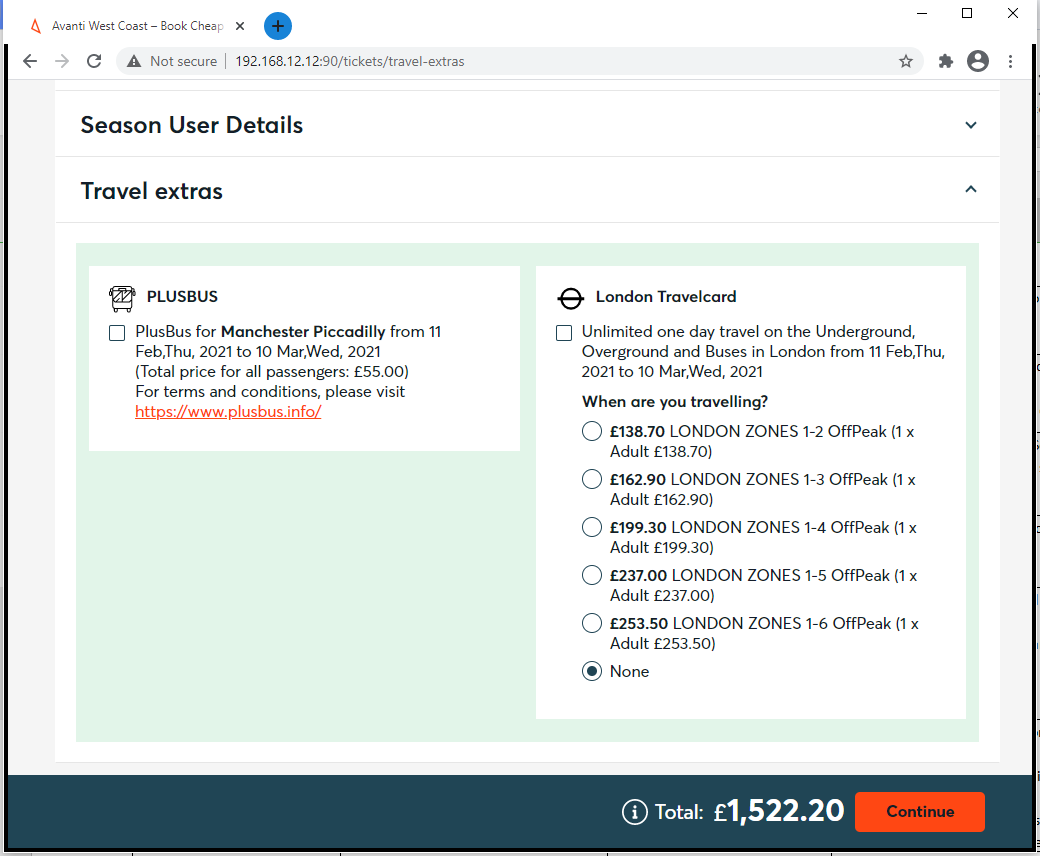 Avanti West Coast – Book Cheap
Not secure
192.168.12.12:90/tickets/travel-extras
Season User Details
Travel extras
PLUSBUS
PlusBus for Manchester Piccadilly from 11
Feb,Thu, 2021 to 10 Mar,Wed, 2021
(Total price for all passengers: £55.00)
For terms and conditions, please visit
https://www.plusbus.info/
London Travelcard
Unlimited one day travel on the Underground,
Overground and Buses in London from 11 Feb,Thu,
2021 to 10 Mar,Wed, 2021
When are you travelling?
£138.70 LONDON ZONES 1-2 OffPeak (1 x
Adult £138.70)
£162.90 LONDON ZONES 1-3 OffPeak (1 x
Adult £162.90)
£199.30 LONDON ZONES 1-4 OffPeak (1 x
Adult £199.30)
£237.00 LONDON ZONES 1-5 OffPeak (1 x
Adult £237.00)
£253.50 LONDON ZONES 1-6 OffPeak (1 x
Adult £253.50)
None
Total: £1,522.20
Continue